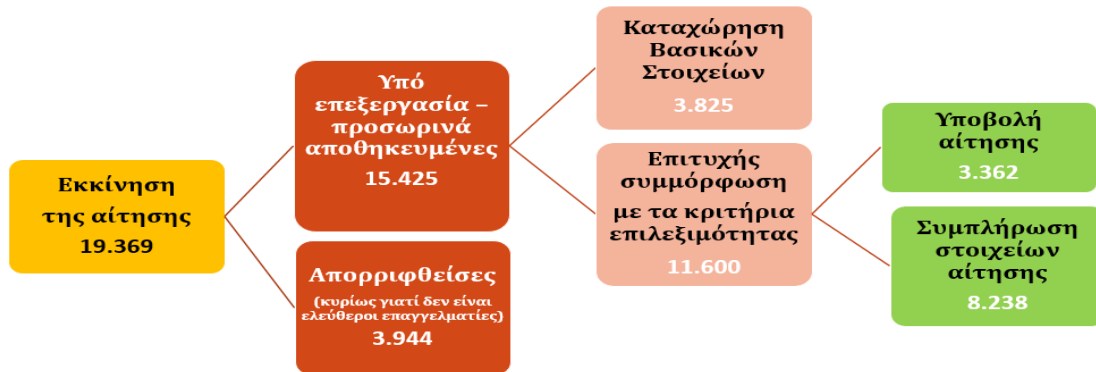 Εκκίνηση
της αίτησης
19.369
Υπό
επεξεργασία –
προσωρινά
αποθηκευμένες
15.425
Απορριφθείσες
(κυρίως γιατί δεν είναι
ελεύθεροι επαγγελματίες)
3.944
Καταχώρηση
Βασικών
Στοιχείων
3.825
Επιτυχής
συμμόρφωση
με τα κριτήρια
επιλεξιμότητας
11.600
Υποβολή
αίτησης
3.362
Συμπλήρωση
στοιχείων
αίτησης
8.238